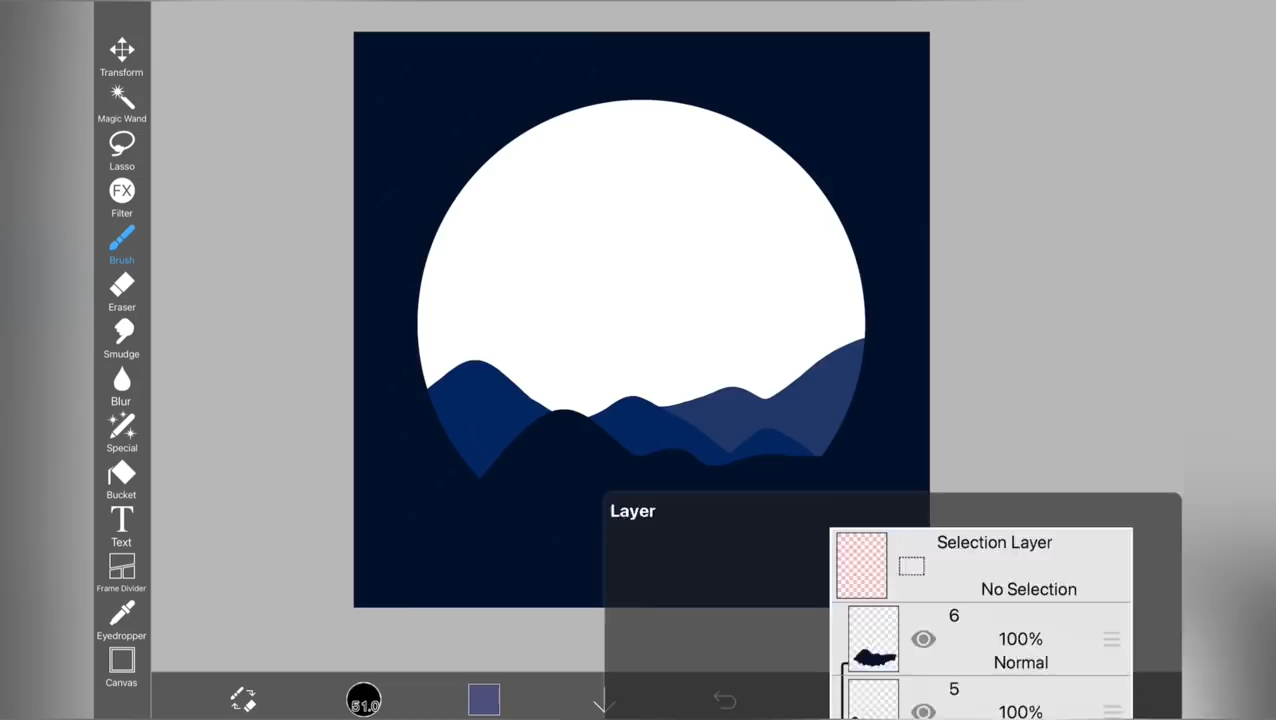 Transform
Magic Wand
Lasso
FX
Filter
Brush
Eraser
Smudge
Blur
Special
Bucket
T
Text
Frame Divider
Eyedropper
Canvas
51.0
Layer
Selection Layer
No Selection
6
100%
Normal
5
100%